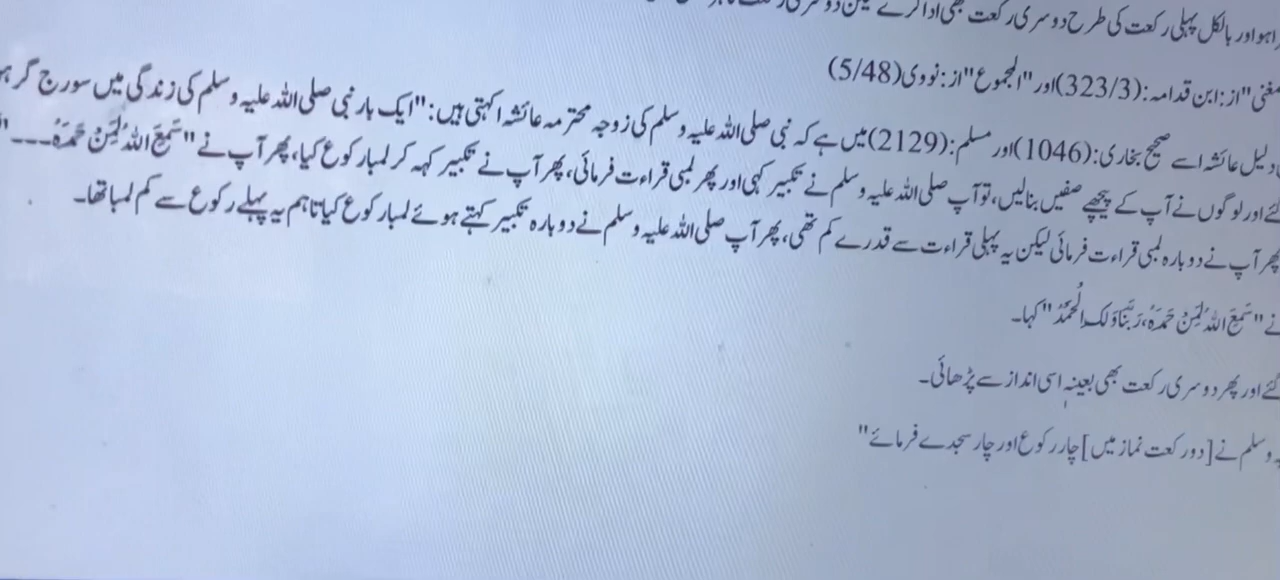 اور بالکل پہلی رکعت کی طرح دوسری رکعت بھی ادا کرے
مغنی" از: ابن قدامہ: (323/3) اور "المجموع" از: نووی (5/48)
دلیل عائشہ اسے صحیح بخاری: (1046) اور مسلم: (2129) میں ہے کہ نبی صلی اللہ علیہ وسلم کی زوجہ محترمہ عائشہ ا کہتی ہیں: "ایک بار نبی صلی اللہ علیہ وسلم کی زندگی میں سورج گر
گئے اور لوگوں نے آپ کے پیچھے صفیں بنالیں، تو آپ صلی اللہ علیہ وسلم نے تکبیر کہی اور پھر لمبی قراءت فرمائی، پھر آپ نے تکبیر کہہ کر لمبا رکوع کیا، پھر آپ نے "سَمِعَ اللہُ لِمَنْ حَمِدَہُ۔۔۔"
پھر آپ نے دوبارہ لمبی قراءت فرمائی لیکن یہ پہلی قراءت سے قدرے کم تھی، پھر آپ صلی اللہ علیہ وسلم نے دوبارہ تکبیر کہتے ہوئے لمبا رکوع کیا تاہم یہ پہلے رکوع سے کم لمبا تھا۔
نے "سَمِعَ اللہُ لِمَنْ حَمِدَہُ، رَبَّنَا وَلَکَ الْحَمْدُ" کہا۔
گئے اور پھر دوسری رکعت بھی بعینہٖ اسی انداز سے پڑھائی۔
وسلم نے [دو رکعت نماز میں] چار رکوع اور چار سجدے فرمائے"